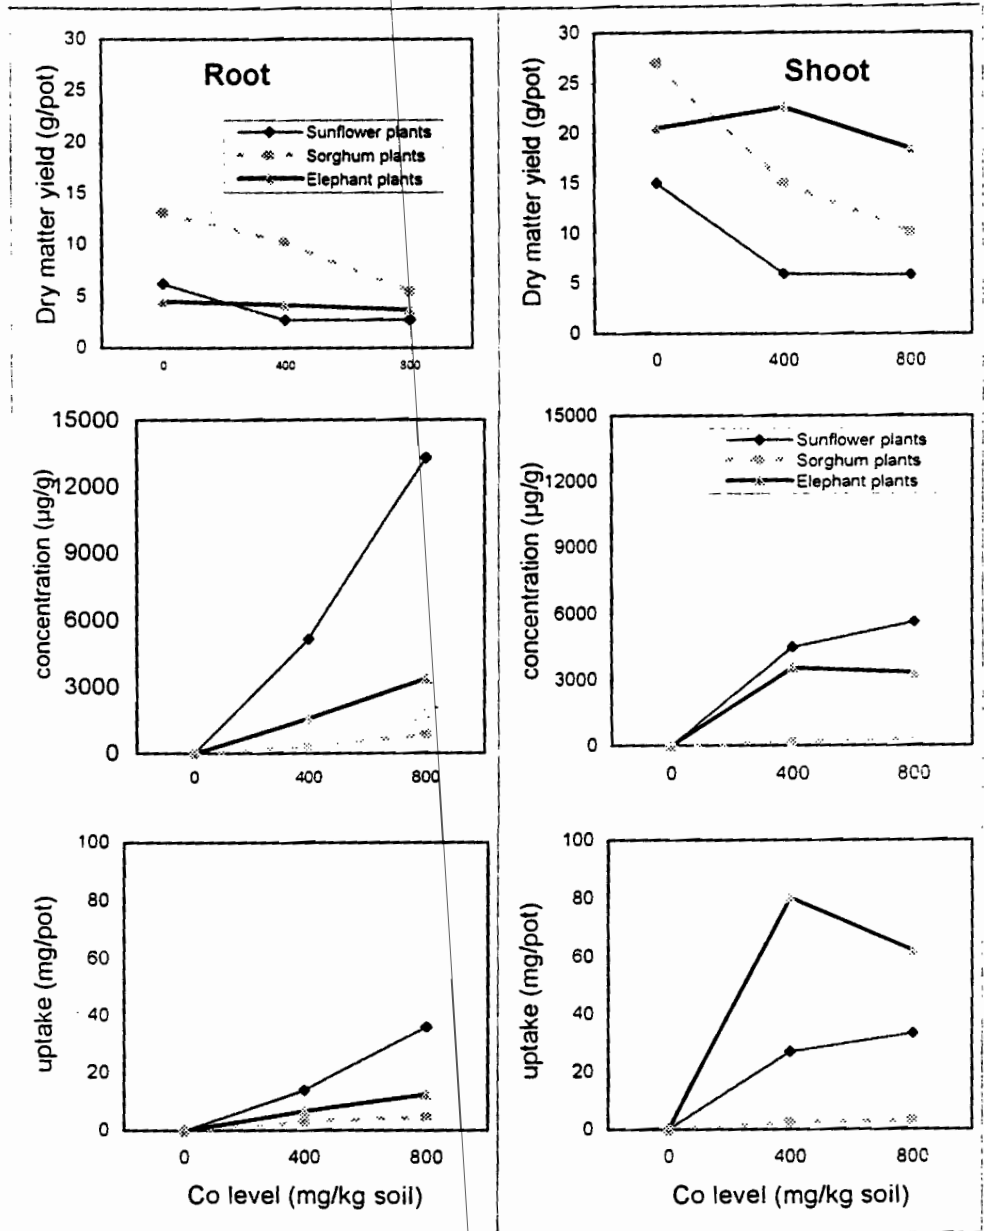 Root
Dry matter yield (g/pot)
30
25
20
15
10
5
0
Sunflower plants
Sorghum plants
Elephant plants
0 400 800
Shoot
Dry matter yield (g/pot)
30
25
20
15
10
5
0
0 400 800
concentration (µg/g)
15000
12000
9000
6000
3000
0
0 400 800
concentration (µg/g)
15000
12000
9000
6000
3000
0
Sunflower plants
Sorghum plants
Elephant plants
0 400 800
uptake (mg/pot)
100
80
60
40
20
0
0 400 800
Co level (mg/kg soil)
uptake (mg/pot)
100
80
60
40
20
0
0 400 800
Co level (mg/kg soil)